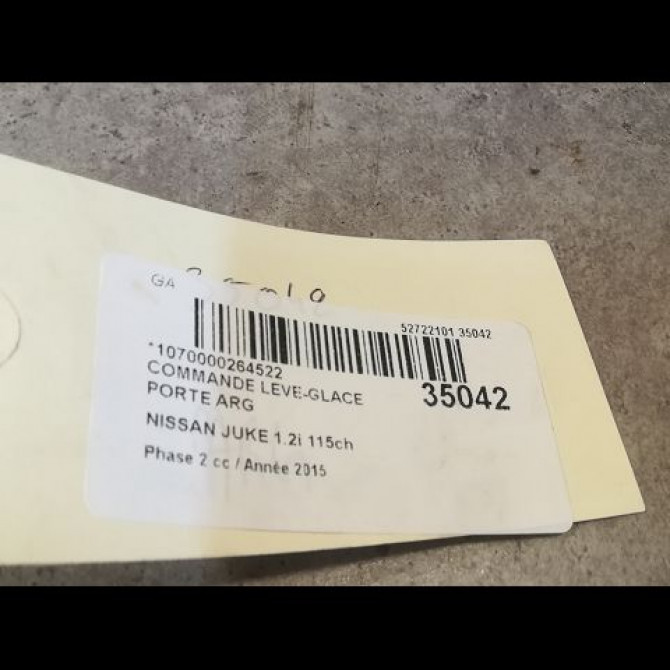 GA
52722101 35042
*1070000264522
COMMANDE LEVE-GLACE
PORTE ARG
35042
NISSAN JUKE 1.2i 115ch
Phase 2 cc / Année 2015